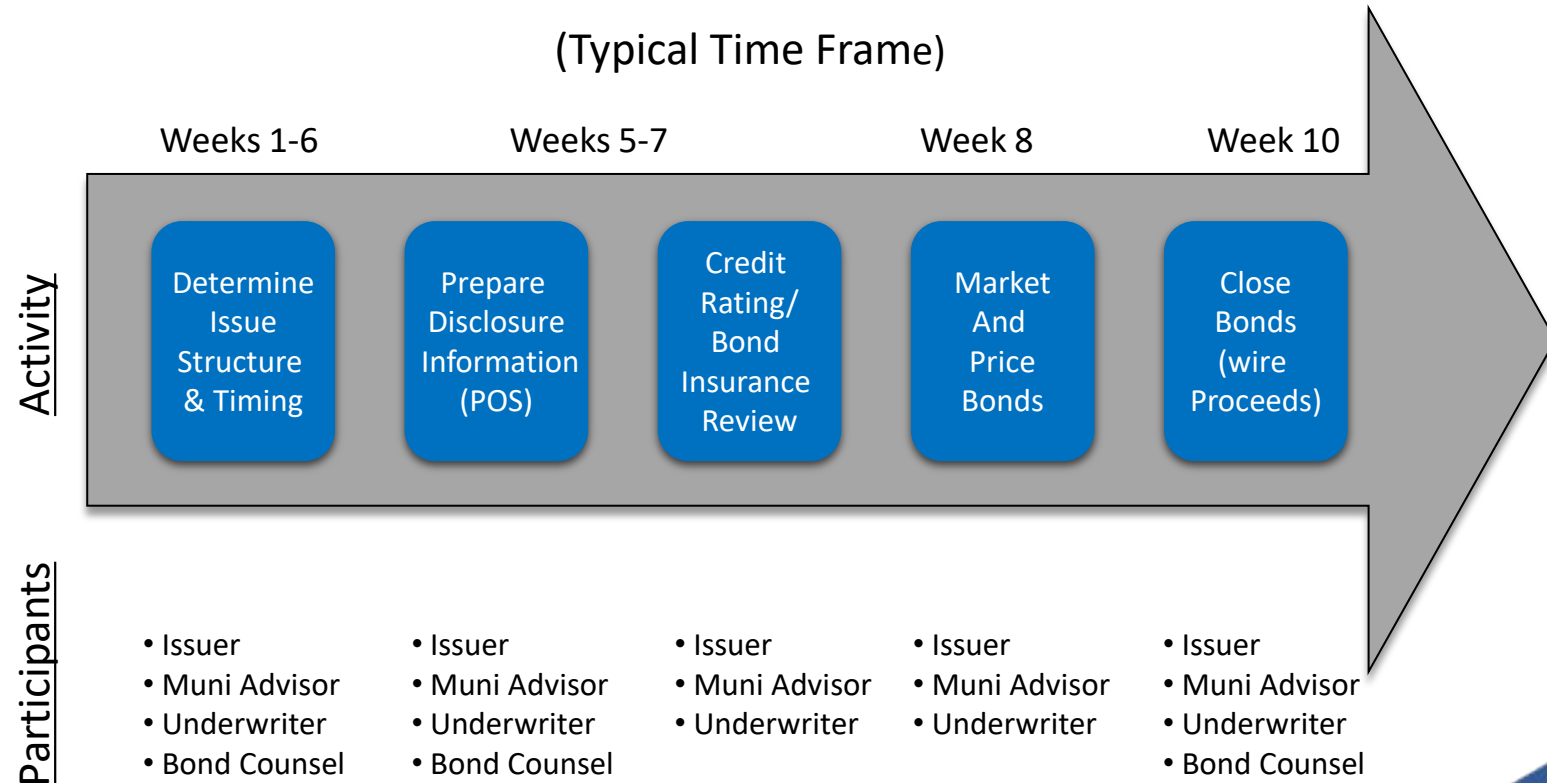 (Typical Time Frame)
Weeks 1-6
Weeks 5-7
Week 8
Week 10
Activity
Determine
Issue
Structure
& Timing
Prepare
Disclosure
Information
(POS)
Credit
Rating/
Bond
Insurance
Review
Market
And
Price
Bonds
Close
Bonds
(wire
Proceeds)
Participants
• Issuer
• Muni Advisor
• Underwriter
• Bond Counsel
• Issuer
• Muni Advisor
• Underwriter
• Bond Counsel
• Issuer
• Muni Advisor
• Underwriter
• Issuer
• Muni Advisor
• Underwriter
• Issuer
• Muni Advisor
• Underwriter
• Bond Counsel